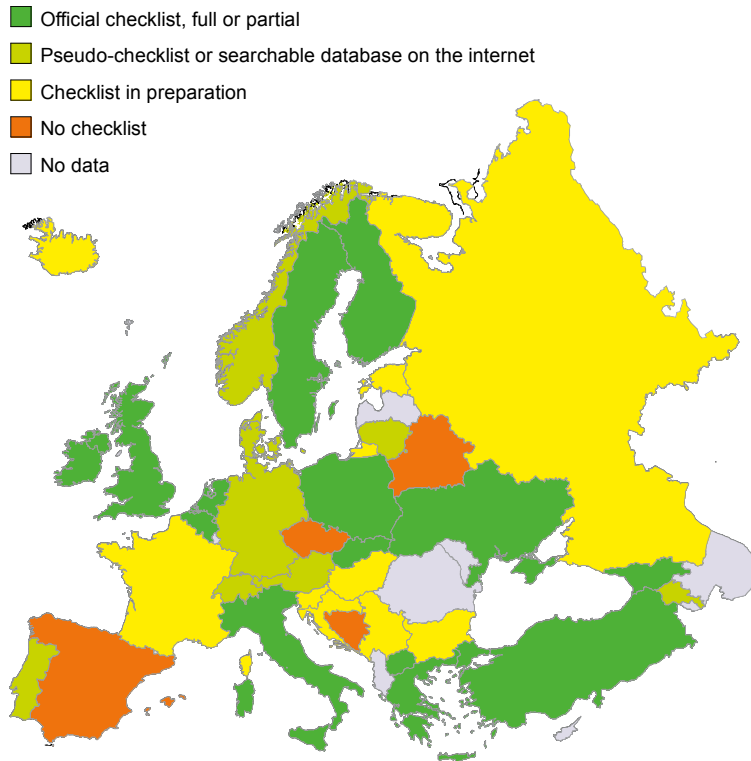 Official checklist, full or partial
Pseudo-checklist or searchable database on the internet
Checklist in preparation
No checklist
No data